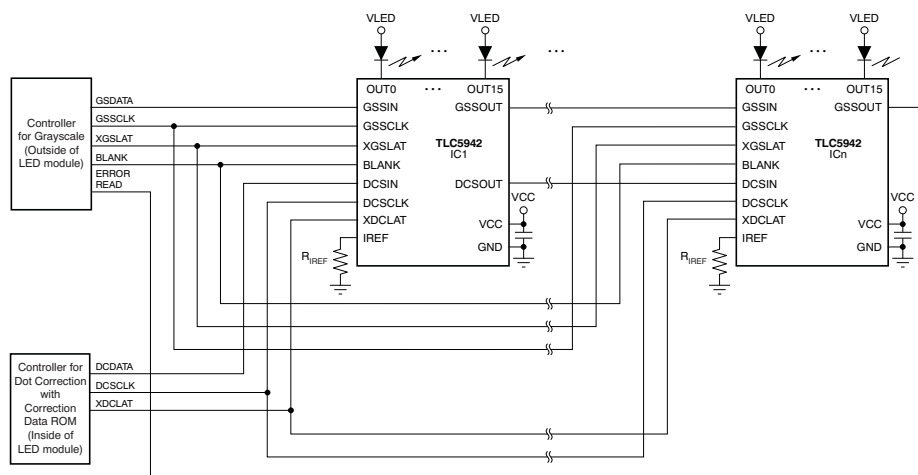 VLED
...
VLED
...
VLED
...
VLED
OUT0
...
OUT15
OUT0
...
OUT15
Controller
for Grayscale
(Outside of
LED module)
GSDATA
GSSCLK
XGSLAT
BLANK
ERROR
READ
GSSIN
GSSCLK
XGSLAT
BLANK
DCSIN
DCSCLK
XDCLAT
IREF
TLC5942
IC1
GSSOUT
DCSOUT
VCC
VCC
GND
RIREF
GSSIN
GSSCLK
XGSLAT
BLANK
DCSIN
DCSCLK
XDCLAT
IREF
TLC5942
ICn
GSSOUT
VCC
VCC
GND
RIREF
Controller for
Dot Correction
with
Correction
Data ROM
(Inside of
LED module)
DCDATA
DCSCLK
XDCLAT